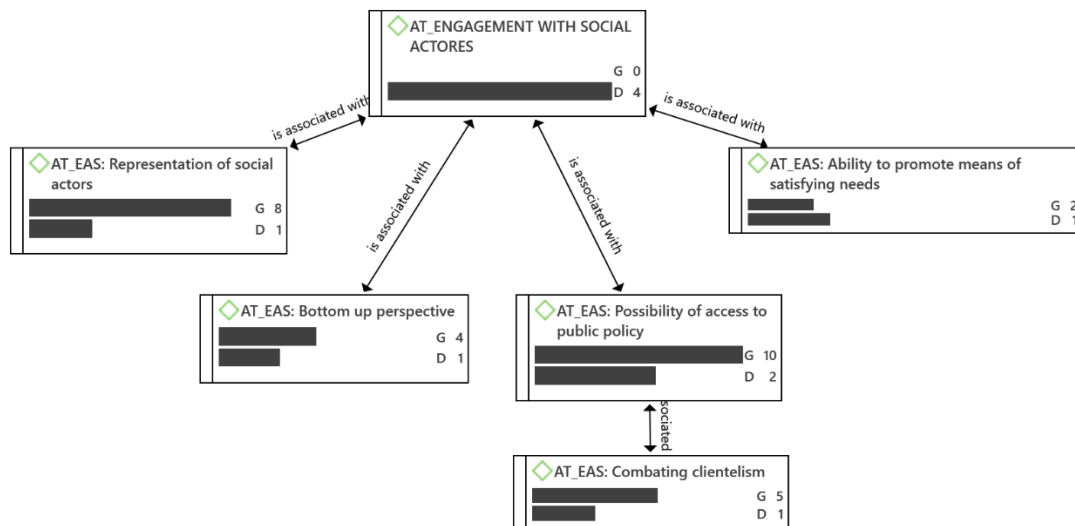 AT_ENGAGEMENT WITH SOCIAL
ACTORES
G 0
D 4
is associated with
is associated with
is associated with
is associated with
AT_EAS: Representation of social
actors
G 8
D 1
AT_EAS: Ability to promote means of
satisfying needs
G 2
D 1
AT_EAS: Bottom up perspective
G 4
D 1
AT_EAS: Possibility of access to
public policy
G 10
D 2
sociated
AT_EAS: Combating clientelism
G 5
D 1